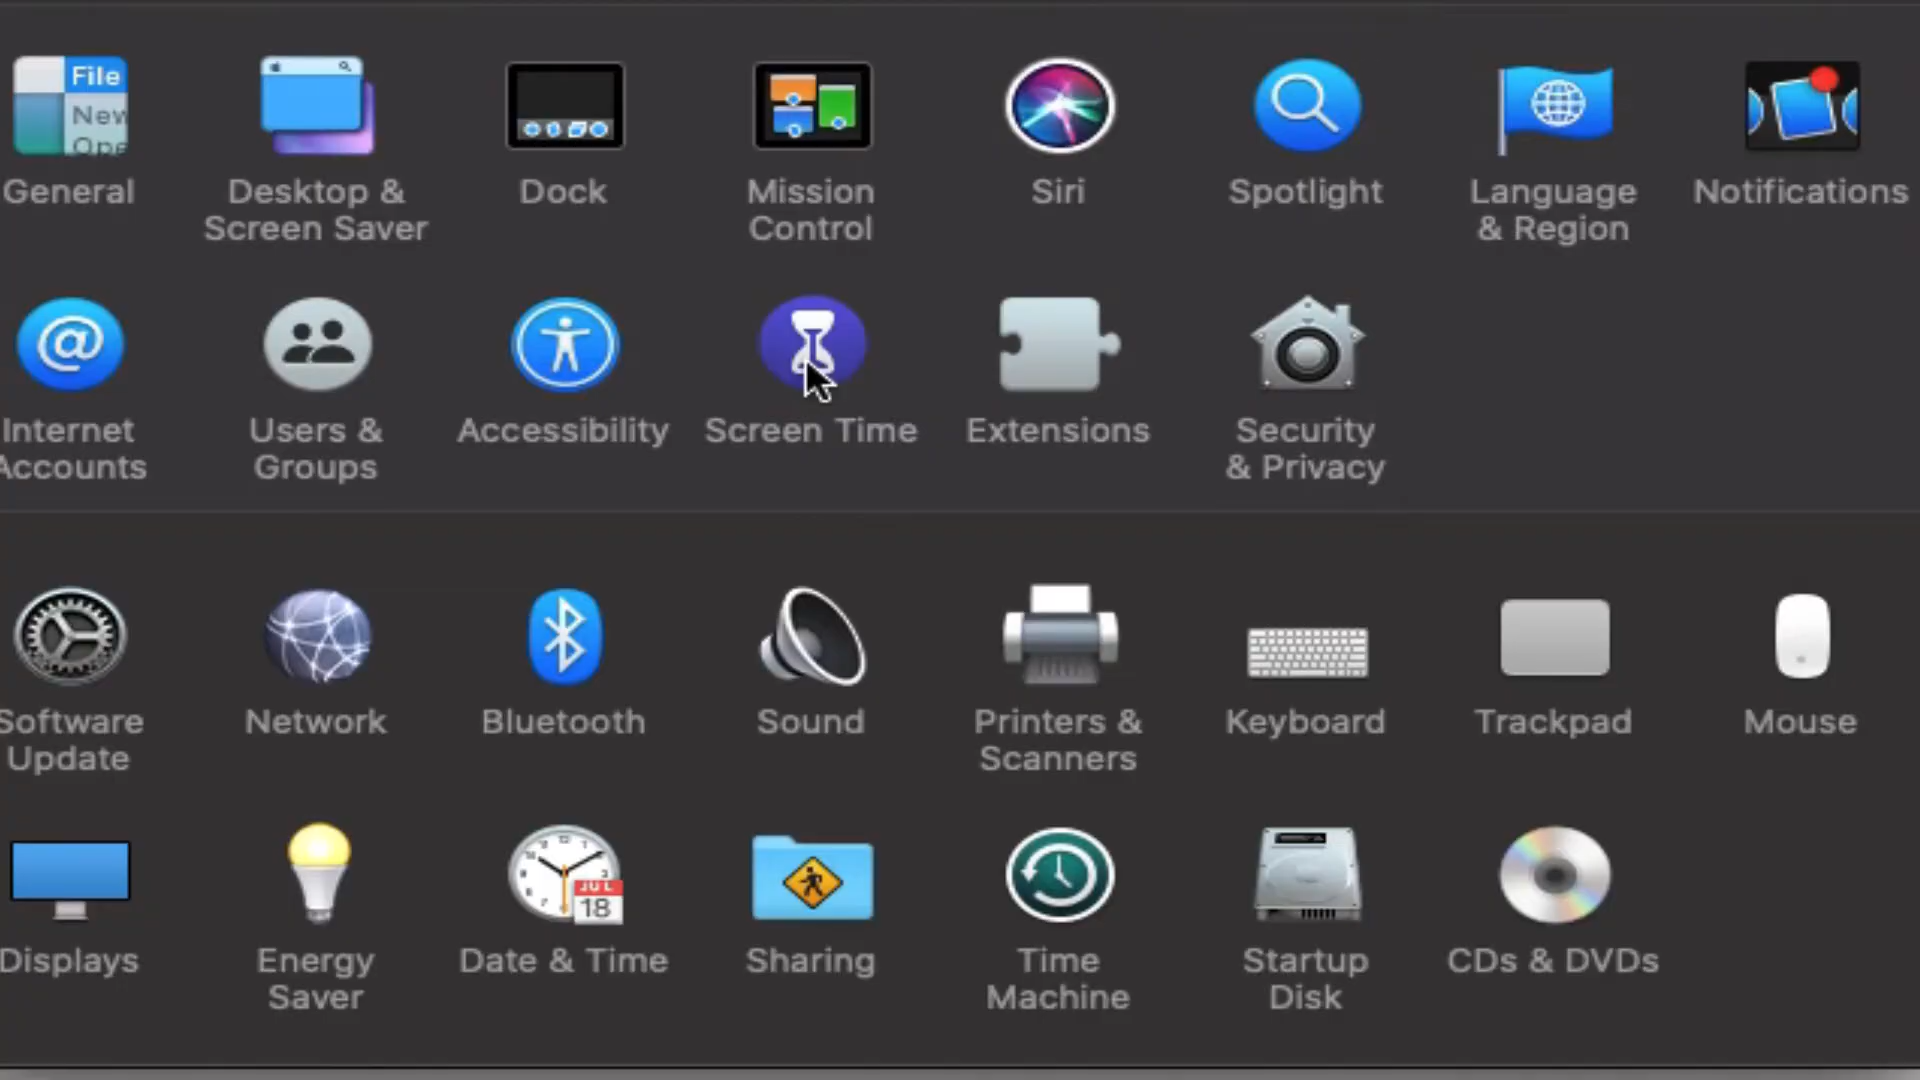 File
New
Ope
General
Desktop &
Screen Saver
Dock
Mission
Control
Siri
Spotlight
Language
& Region
Notifications
@
Internet
Accounts
Users &
Groups
Accessibility
Screen Time
Extensions
Security
& Privacy
Software
Update
Network
Bluetooth
Sound
Printers &
Scanners
Keyboard
Trackpad
Mouse
JUL
18
Displays
Energy
Saver
Date & Time
Sharing
Time
Machine
Startup
Disk
CDs & DVDs